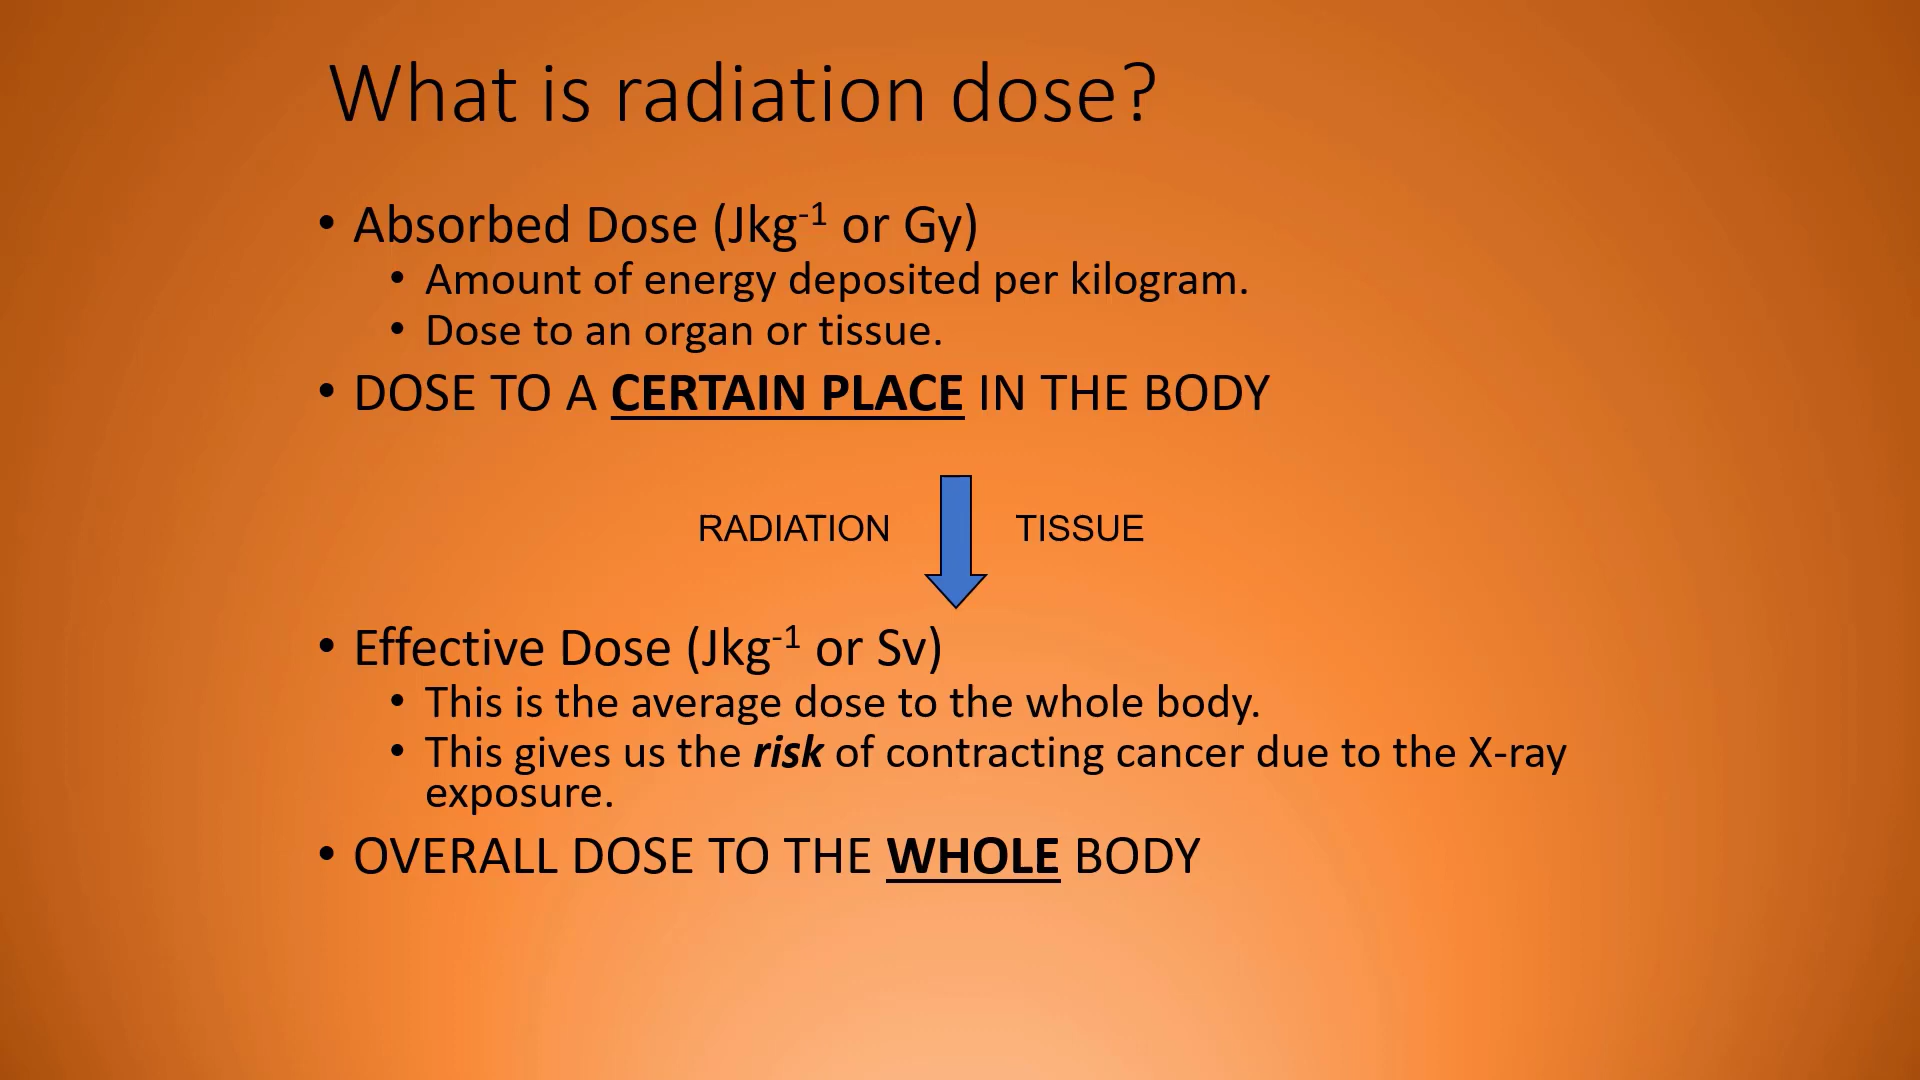 What is radiation dose?
• Absorbed Dose (Jkg⁻¹ or Gy)
• Amount of energy deposited per kilogram.
• Dose to an organ or tissue.
• DOSE TO A CERTAIN PLACE IN THE BODY
RADIATION TISSUE
• Effective Dose (Jkg⁻¹ or Sv)
• This is the average dose to the whole body.
• This gives us the risk of contracting cancer due to the X-ray
exposure.
• OVERALL DOSE TO THE WHOLE BODY